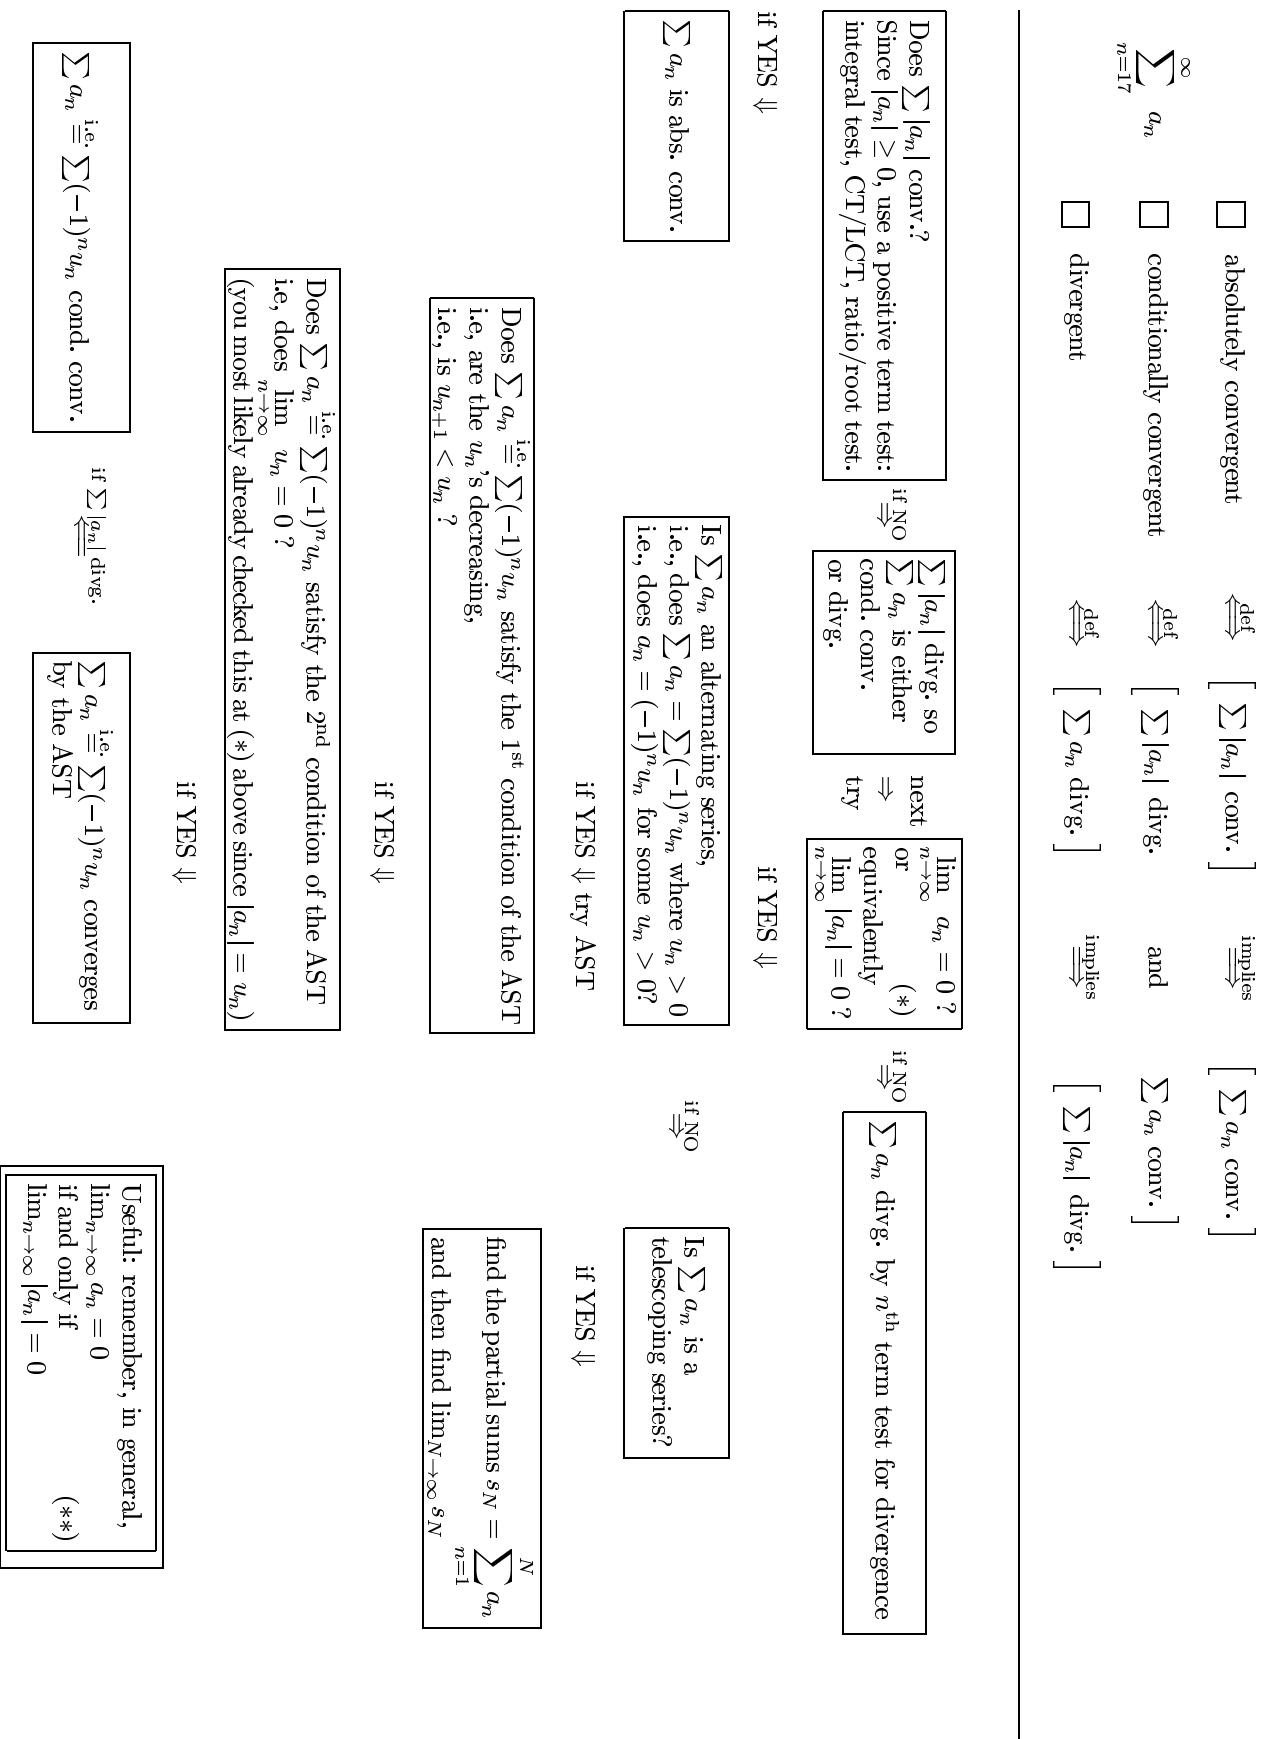 ∑_{n=17}^{∞} a_n
□ absolutely convergent ⟺^{def} [ ∑ |a_n| conv. ] ⟹^{implies} [ ∑ a_n conv. ]
□ conditionally convergent ⟺^{def} [ ∑ |a_n| divg. and ∑ a_n conv. ]
□ divergent ⟺^{def} [ ∑ a_n divg. ] ⟹^{implies} [ ∑ |a_n| divg. ]
Does ∑ |a_n| conv.?
Since |a_n| ≥ 0, use a positive term test:
integral test, CT/LCT, ratio/root test.
if NO ⇒
∑ |a_n| divg. so
∑ a_n is either
cond. conv.
or divg.
next
⇒
try
lim_{n→∞} a_n = 0 ?
or (∗)
equivalently
lim_{n→∞} |a_n| = 0 ?
if NO ⇒
∑ a_n divg. by n^{th} term test for divergence
if YES ⇓
if YES ⇓
∑ a_n is abs. conv.
Is ∑ a_n an alternating series,
i.e., does ∑ a_n = ∑(−1)^n u_n where u_n > 0
i.e., does a_n = (−1)^n u_n for some u_n > 0?
if NO ⇒
Is ∑ a_n is a
telescoping series?
if YES ⇓ try AST
if YES ⇓
Does ∑ a_n =^{i.e.} ∑(−1)^n u_n satisfy the 1^{st} condition of the AST
i.e, are the u_n's decreasing,
i.e., is u_{n+1} < u_n ?
find the partial sums s_N = ∑_{n=1}^{N} a_n
and then find lim_{N→∞} s_N
if YES ⇓
Does ∑ a_n =^{i.e.} ∑(−1)^n u_n satisfy the 2^{nd} condition of the AST
i.e, does lim_{n→∞} u_n = 0 ?
(you most likely already checked this at (∗) above since |a_n| = u_n)
if YES ⇓
∑ a_n =^{i.e.} ∑(−1)^n u_n cond. conv.
if ∑ |a_n| divg. ⟸
∑ a_n =^{i.e.} ∑(−1)^n u_n converges
by the AST
Useful: remember, in general,
lim_{n→∞} a_n = 0
if and only if (∗∗)
lim_{n→∞} |a_n| = 0